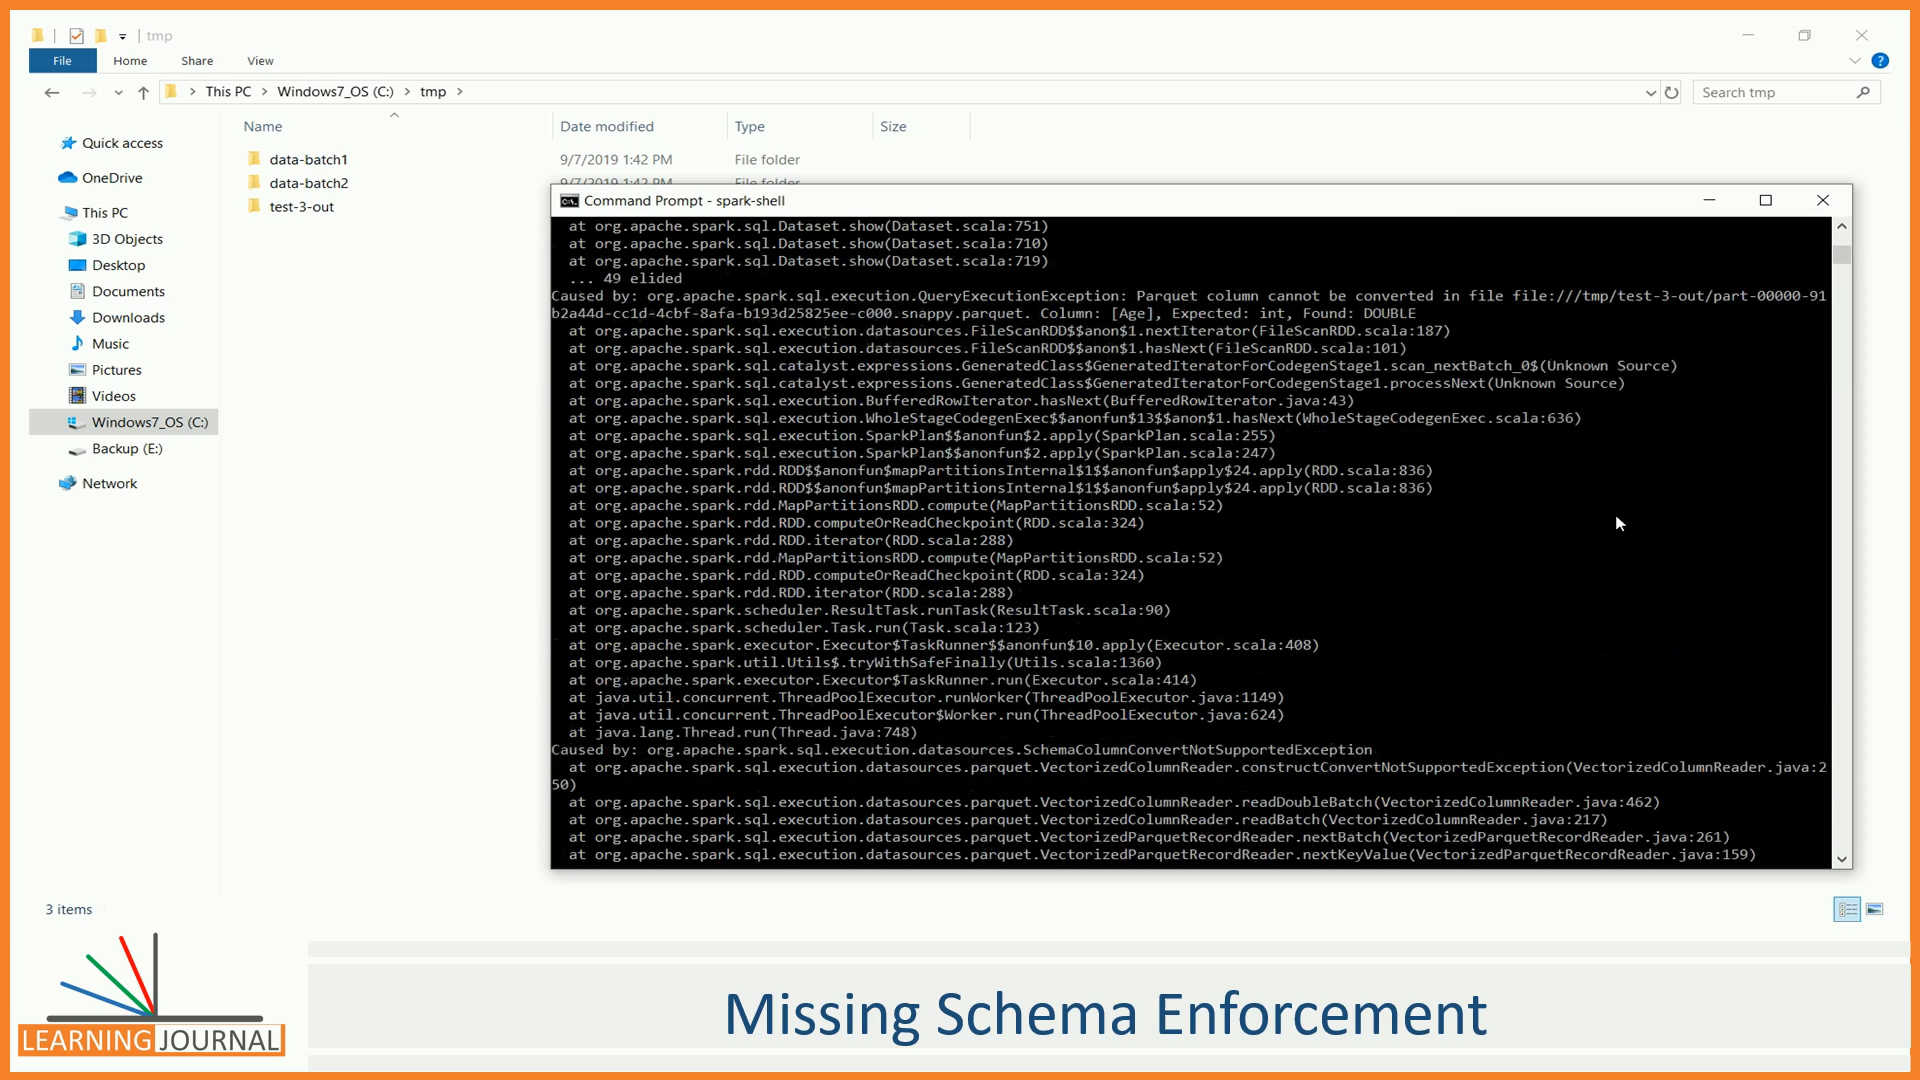 tmp
File Home Share View
This PC Windows7_OS (C:) tmp
Search tmp
Name Date modified Type Size
data-batch1 9/7/2019 1:42 PM File folder
data-batch2 9/7/2019 1:42 PM File folder
test-3-out
Quick access
OneDrive
This PC
3D Objects
Desktop
Documents
Downloads
Music
Pictures
Videos
Windows7_OS (C:)
Backup (E:)
Network
3 items
Command Prompt - spark-shell
at org.apache.spark.sql.Dataset.show(Dataset.scala:751)
at org.apache.spark.sql.Dataset.show(Dataset.scala:710)
at org.apache.spark.sql.Dataset.show(Dataset.scala:719)
... 49 elided
Caused by: org.apache.spark.sql.execution.QueryExecutionException: Parquet column cannot be converted in file file:///tmp/test-3-out/part-00000-91
b2a44d-cc1d-4cbf-8afa-b193d25825ee-c000.snappy.parquet. Column: [Age], Expected: int, Found: DOUBLE
at org.apache.spark.sql.execution.datasources.FileScanRDD$$anon$1.nextIterator(FileScanRDD.scala:187)
at org.apache.spark.sql.execution.datasources.FileScanRDD$$anon$1.hasNext(FileScanRDD.scala:101)
at org.apache.spark.sql.catalyst.expressions.GeneratedClass$GeneratedIteratorForCodegenStage1.scan_nextBatch_0$(Unknown Source)
at org.apache.spark.sql.catalyst.expressions.GeneratedClass$GeneratedIteratorForCodegenStage1.processNext(Unknown Source)
at org.apache.spark.sql.execution.BufferedRowIterator.hasNext(BufferedRowIterator.java:43)
at org.apache.spark.sql.execution.WholeStageCodegenExec$$anonfun$13$$anon$1.hasNext(WholeStageCodegenExec.scala:636)
at org.apache.spark.sql.execution.SparkPlan$$anonfun$2.apply(SparkPlan.scala:255)
at org.apache.spark.sql.execution.SparkPlan$$anonfun$2.apply(SparkPlan.scala:247)
at org.apache.spark.rdd.RDD$$anonfun$mapPartitionsInternal$1$$anonfun$apply$24.apply(RDD.scala:836)
at org.apache.spark.rdd.RDD$$anonfun$mapPartitionsInternal$1$$anonfun$apply$24.apply(RDD.scala:836)
at org.apache.spark.rdd.MapPartitionsRDD.compute(MapPartitionsRDD.scala:52)
at org.apache.spark.rdd.RDD.computeOrReadCheckpoint(RDD.scala:324)
at org.apache.spark.rdd.RDD.iterator(RDD.scala:288)
at org.apache.spark.rdd.MapPartitionsRDD.compute(MapPartitionsRDD.scala:52)
at org.apache.spark.rdd.RDD.computeOrReadCheckpoint(RDD.scala:324)
at org.apache.spark.rdd.RDD.iterator(RDD.scala:288)
at org.apache.spark.scheduler.ResultTask.runTask(ResultTask.scala:90)
at org.apache.spark.scheduler.Task.run(Task.scala:123)
at org.apache.spark.executor.Executor$TaskRunner$$anonfun$10.apply(Executor.scala:408)
at org.apache.spark.util.Utils$.tryWithSafeFinally(Utils.scala:1360)
at org.apache.spark.executor.Executor$TaskRunner.run(Executor.scala:414)
at java.util.concurrent.ThreadPoolExecutor.runWorker(ThreadPoolExecutor.java:1149)
at java.util.concurrent.ThreadPoolExecutor$Worker.run(ThreadPoolExecutor.java:624)
at java.lang.Thread.run(Thread.java:748)
Caused by: org.apache.spark.sql.execution.datasources.SchemaColumnConvertNotSupportedException
at org.apache.spark.sql.execution.datasources.parquet.VectorizedColumnReader.constructConvertNotSupportedException(VectorizedColumnReader.java:2
50)
at org.apache.spark.sql.execution.datasources.parquet.VectorizedColumnReader.readDoubleBatch(VectorizedColumnReader.java:462)
at org.apache.spark.sql.execution.datasources.parquet.VectorizedColumnReader.readBatch(VectorizedColumnReader.java:217)
at org.apache.spark.sql.execution.datasources.parquet.VectorizedParquetRecordReader.nextBatch(VectorizedParquetRecordReader.java:261)
at org.apache.spark.sql.execution.datasources.parquet.VectorizedParquetRecordReader.nextKeyValue(VectorizedParquetRecordReader.java:159)
LEARNING JOURNAL
Missing Schema Enforcement